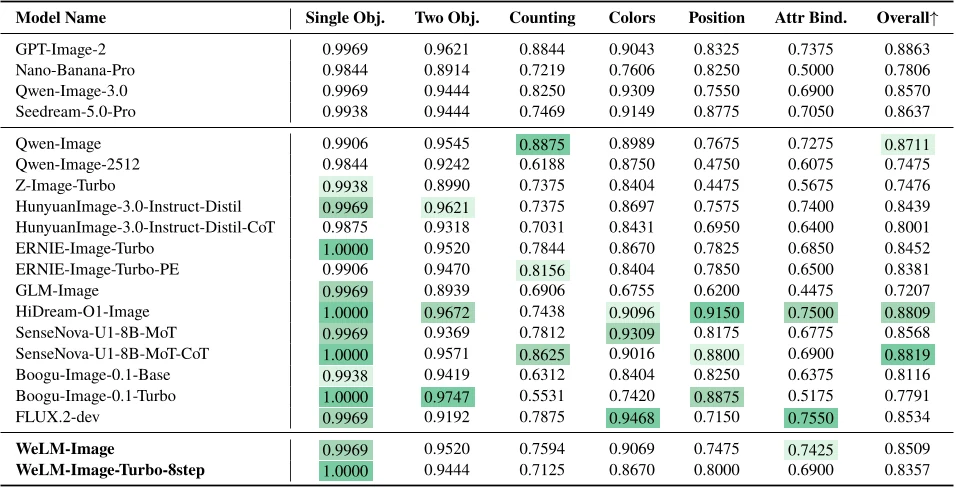 Model Name Single Obj. Two Obj. Counting Colors Position Attr Bind. Overall↑
GPT-Image-2 0.9969 0.9621 0.8844 0.9043 0.8325 0.7375 0.8863
Nano-Banana-Pro 0.9844 0.8914 0.7219 0.7606 0.8250 0.5000 0.7806
Qwen-Image-3.0 0.9969 0.9444 0.8250 0.9309 0.7550 0.6900 0.8570
Seedream-5.0-Pro 0.9938 0.9444 0.7469 0.9149 0.8775 0.7050 0.8637
Qwen-Image 0.9906 0.9545 0.8875 0.8989 0.7675 0.7275 0.8711
Qwen-Image-2512 0.9844 0.9242 0.6188 0.8750 0.4750 0.6075 0.7475
Z-Image-Turbo 0.9938 0.8990 0.7375 0.8404 0.4475 0.5675 0.7476
HunyuanImage-3.0-Instruct-Distil 0.9969 0.9621 0.7375 0.8697 0.7575 0.7400 0.8439
HunyuanImage-3.0-Instruct-Distil-CoT 0.9875 0.9318 0.7031 0.8431 0.6950 0.6400 0.8001
ERNIE-Image-Turbo 1.0000 0.9520 0.7844 0.8670 0.7825 0.6850 0.8452
ERNIE-Image-Turbo-PE 0.9906 0.9470 0.8156 0.8404 0.7850 0.6500 0.8381
GLM-Image 0.9969 0.8939 0.6906 0.6755 0.6200 0.4475 0.7207
HiDream-O1-Image 1.0000 0.9672 0.7438 0.9096 0.9150 0.7500 0.8809
SenseNova-U1-8B-MoT 0.9969 0.9369 0.7812 0.9309 0.8175 0.6775 0.8568
SenseNova-U1-8B-MoT-CoT 1.0000 0.9571 0.8625 0.9016 0.8800 0.6900 0.8819
Boogu-Image-0.1-Base 0.9938 0.9419 0.6312 0.8404 0.8250 0.6375 0.8116
Boogu-Image-0.1-Turbo 1.0000 0.9747 0.5531 0.7420 0.8875 0.5175 0.7791
FLUX.2-dev 0.9969 0.9192 0.7875 0.9468 0.7150 0.7550 0.8534
WeLM-Image 0.9969 0.9520 0.7594 0.9069 0.7475 0.7425 0.8509
WeLM-Image-Turbo-8step 1.0000 0.9444 0.7125 0.8670 0.8000 0.6900 0.8357